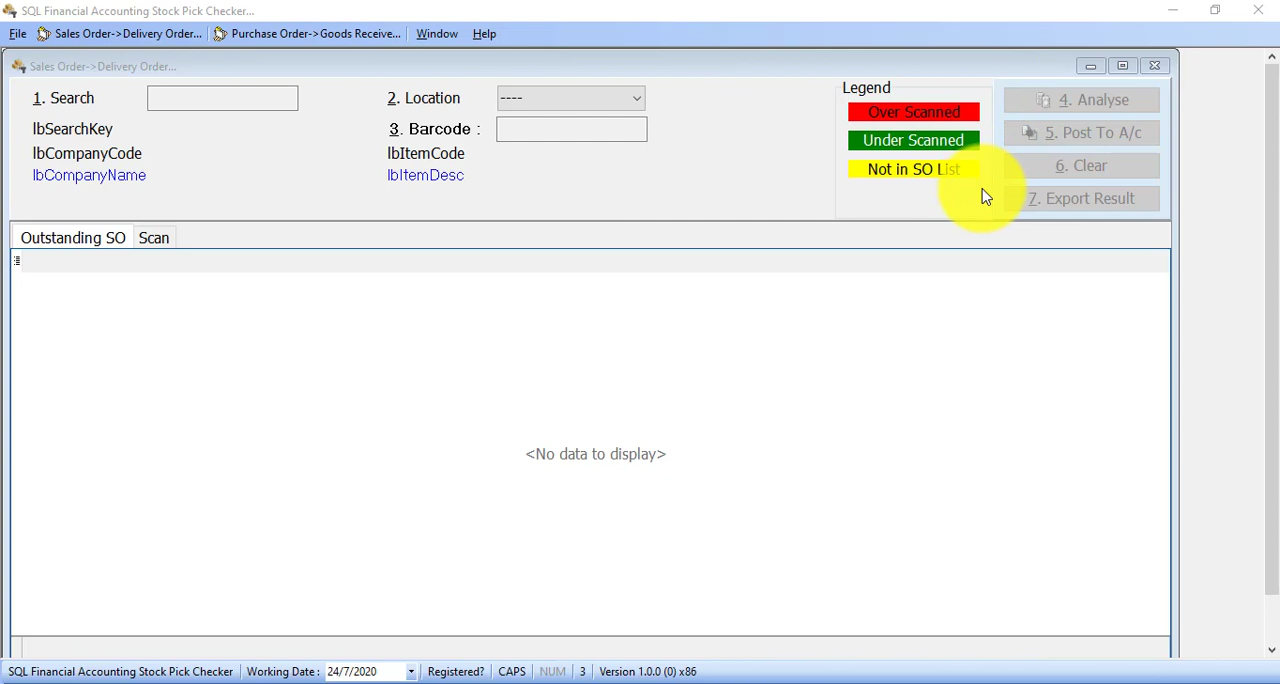 SQL Financial Accounting Stock Pick Checker...
File Sales Order->Delivery Order... Purchase Order->Goods Receive... Window Help
Sales Order->Delivery Order...
1. Search 2. Location ---- Legend
Over Scanned 4. Analyse
lbSearchKey 3. Barcode : Under Scanned 5. Post To A/c
lbCompanyCode lbItemCode
Not in SO List 6. Clear
lbCompanyName lbItemDesc
7. Export Result
Outstanding SO Scan
<No data to display>
SQL Financial Accounting Stock Pick Checker Working Date : 24/7/2020 Registered? CAPS NUM 3 Version 1.0.0 (0) x86